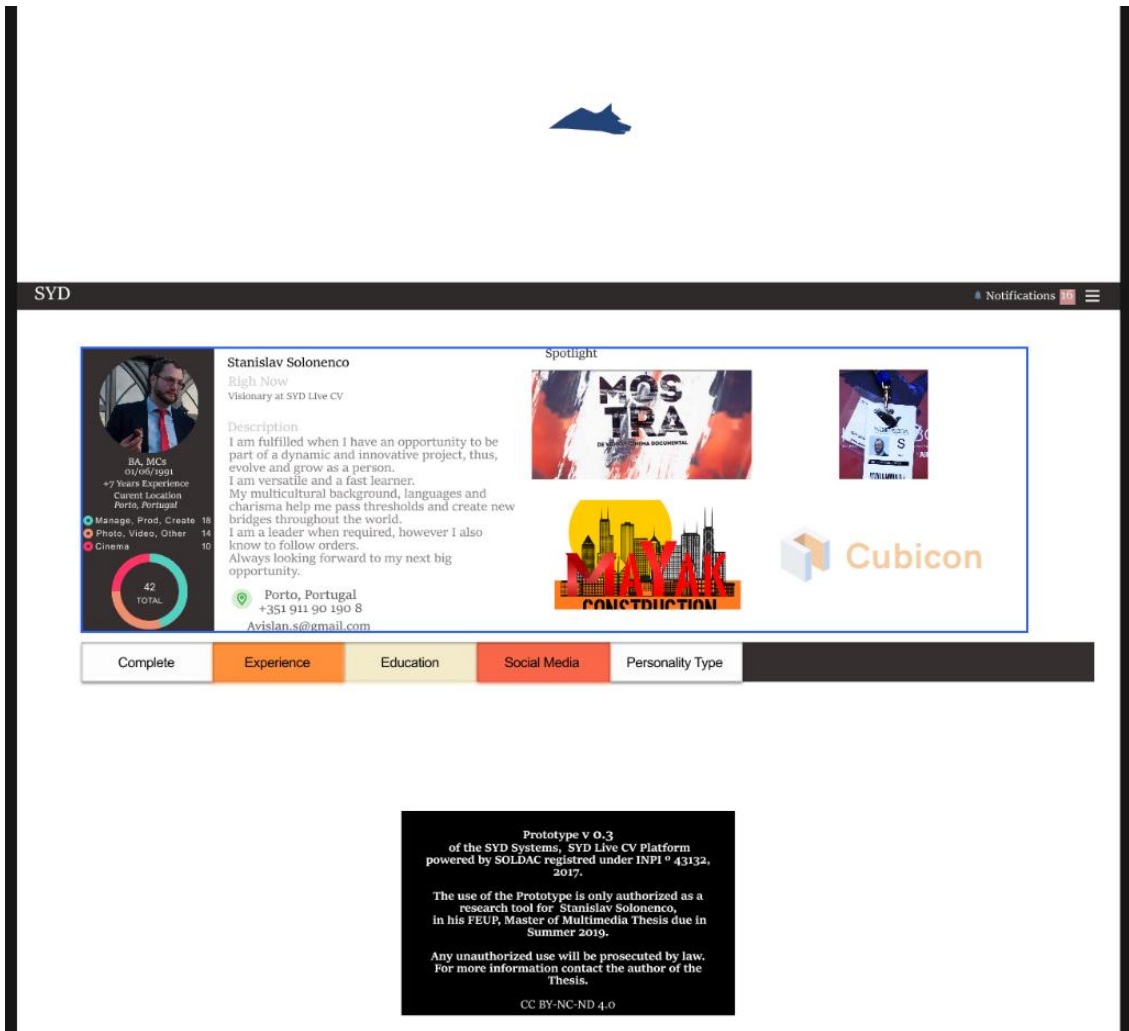 SYD
Notifications 16
Stanislav Solonenco
Righ Now
Visionary at SYD LIve CV
Description
I am fulfilled when I have an opportunity to be
part of a dynamic and innovative project, thus,
evolve and grow as a person.
I am versatile and a fast learner.
My multicultural background, languages and
charisma help me pass thresholds and create new
bridges throughout the world.
I am a leader when required, however I also
know to follow orders.
Always looking forward to my next big
opportunity.
Porto, Portugal
+351 911 90 190 8
Avislan.s@gmail.com
BA, MCs
01/06/1991
+7 Years Experience
Curent Location
Porto, Portugal
Manage, Prod, Create 18
Photo, Video, Other 14
Cinema 10
42
TOTAL
Spotlight
MOS
TRA
CINEMA DOCUMENTAL
S
MAYAK
CONSTRUCTION
Cubicon
Complete
Experience
Education
Social Media
Personality Type
Prototype v 0.3
of the SYD Systems, SYD Live CV Platform
powered by SOLDAC registred under INPI º 43132,
2017.
The use of the Prototype is only authorized as a
research tool for Stanislav Solonenco,
in his FEUP, Master of Multimedia Thesis due in
Summer 2019.
Any unauthorized use will be prosecuted by law.
For more information contact the author of the
Thesis.
CC BY-NC-ND 4.0